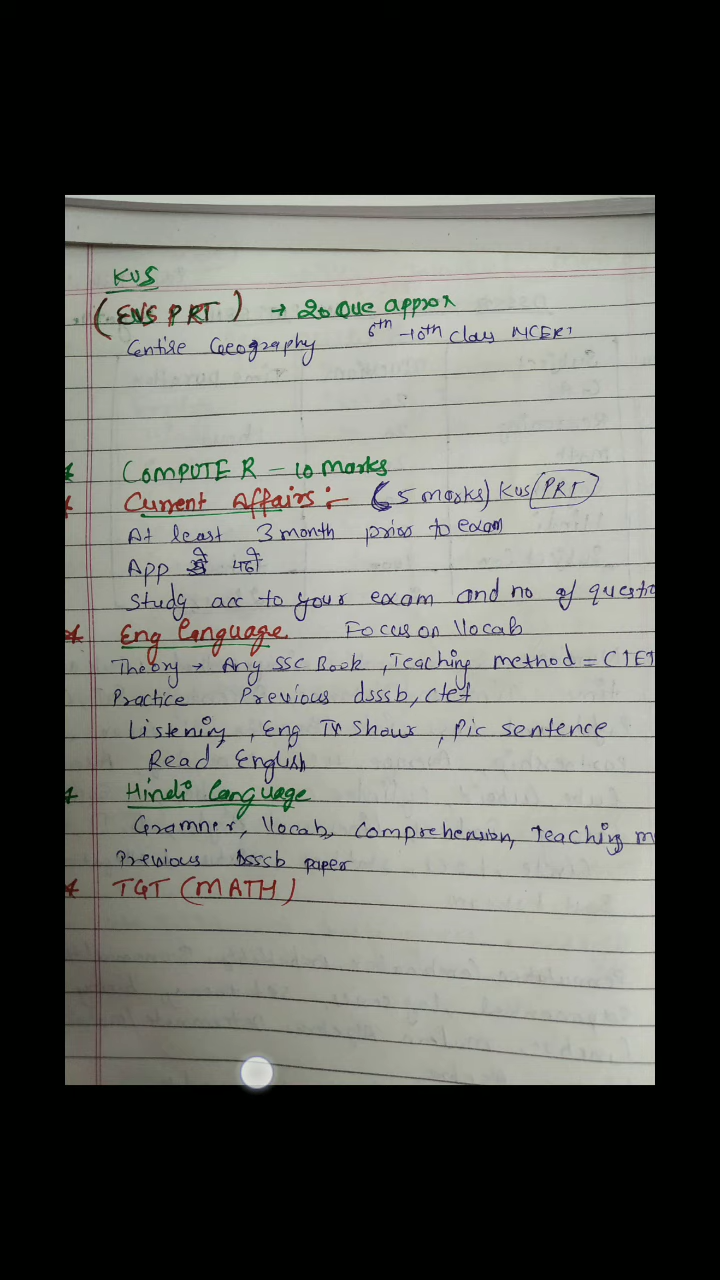 KVS
(EVS PRT) → 20 Que approx
Entire Geography 6th - 10th class NCERT
* COMPUTER - 10 Marks
* Current Affairs :- (5 marks) KVS (PRT)
At least 3 month prior to exam
App से पढ़ो
Study acc to your exam and no of questio
* Eng Language Focus on Vocab
Theory → Any SSC Book, Teaching method = CTET
Practice Previous dsssb, Ctet
Listening, Eng TV Shows, Pic sentence
Read English
* Hindi Language
Grammer, Vocab, Comprehension, Teaching m
Previous Dsssb paper
* TGT (MATH)